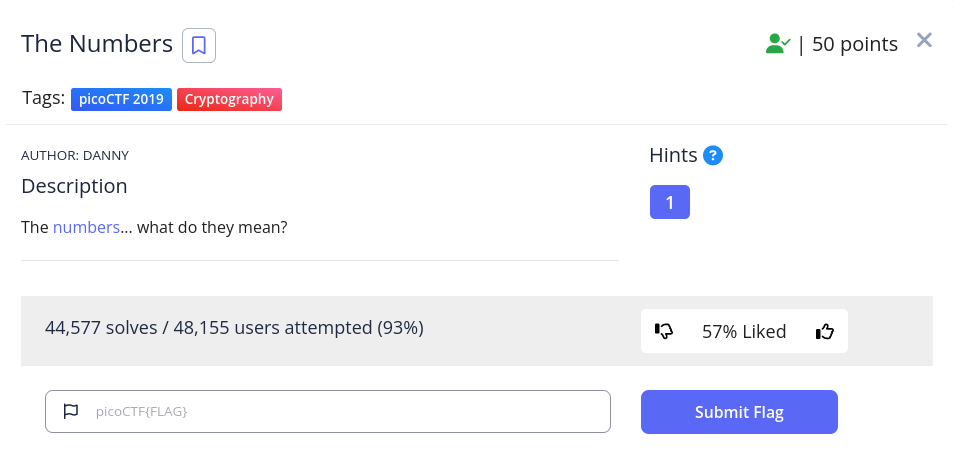 The Numbers
| 50 points
Tags: picoCTF 2019 Cryptography
AUTHOR: DANNY
Description
The numbers... what do they mean?
Hints ?
1
44,577 solves / 48,155 users attempted (93%)
57% Liked
picoCTF{FLAG}
Submit Flag